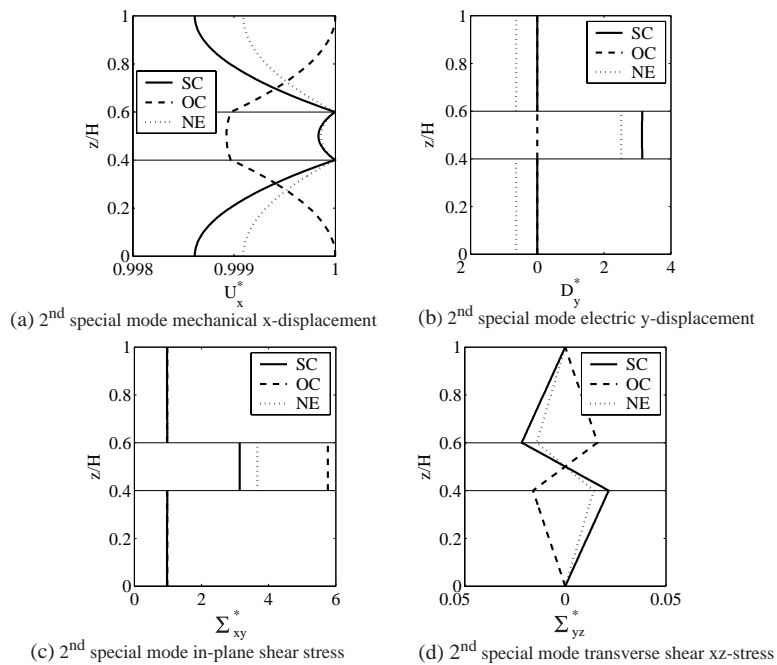 1
0.8
0.6
0.4
0.2
0
z/H
SC
OC
NE
0.998
0.999
1
U*x
(a) 2nd special mode mechanical x-displacement
1
0.8
0.6
0.4
0.2
0
z/H
SC
OC
NE
2
0
2
4
D*y
(b) 2nd special mode electric y-displacement
1
0.8
0.6
0.4
0.2
0
z/H
SC
OC
NE
0
2
4
6
Σ*xy
(c) 2nd special mode in-plane shear stress
1
0.8
0.6
0.4
0.2
0
z/H
SC
OC
NE
0.05
0
0.05
Σ*yz
(d) 2nd special mode transverse shear xz-stress